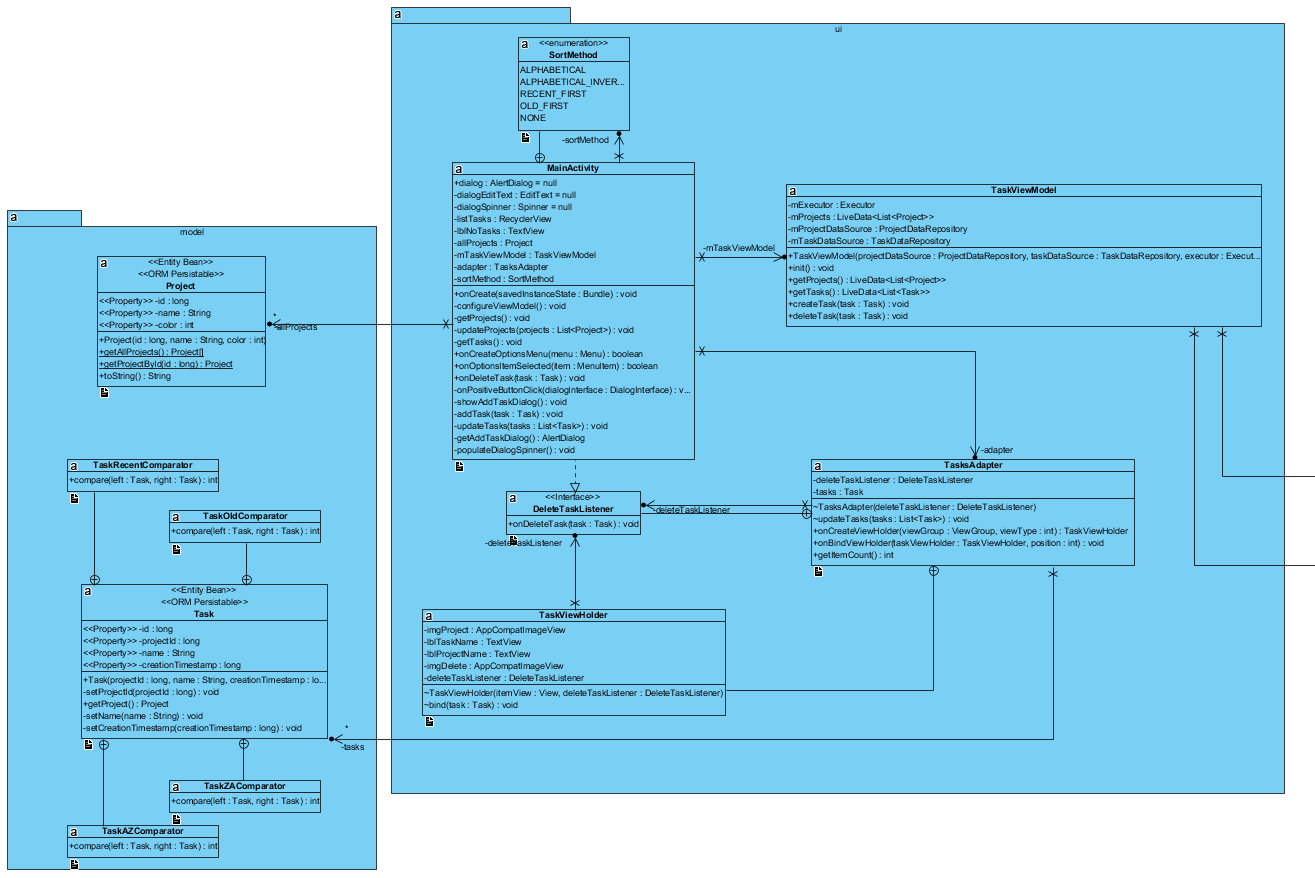 a
model
a
<<Entity Bean>>
<<ORM Persistable>>
Project
<<Property>> -id : long
<<Property>> -name : String
<<Property>> -color : int
+Project(id : long, name : String, color : int)
+getAllProjects() : Project[]
+getProjectById(id : long) : Project
+toString() : String
*
-allProjects
a
TaskRecentComparator
+compare(left : Task, right : Task) : int
a
TaskOldComparator
+compare(left : Task, right : Task) : int
a
<<Entity Bean>>
<<ORM Persistable>>
Task
<<Property>> -id : long
<<Property>> -projectId : long
<<Property>> -name : String
<<Property>> -creationTimestamp : long
+Task(projectId : long, name : String, creationTimestamp : lo...
-setProjectId(projectId : long) : void
+getProject() : Project
-setName(name : String) : void
-setCreationTimestamp(creationTimestamp : long) : void
*
-tasks
a
TaskZAComparator
+compare(left : Task, right : Task) : int
a
TaskAZComparator
+compare(left : Task, right : Task) : int
a
ui
a
<<enumeration>>
SortMethod
ALPHABETICAL
ALPHABETICAL_INVER...
RECENT_FIRST
OLD_FIRST
NONE
-sortMethod
a
MainActivity
+dialog : AlertDialog = null
-dialogEditText : EditText = null
-dialogSpinner : Spinner = null
-listTasks : RecyclerView
-lblNoTasks : TextView
-allProjects : Project
-mTaskViewModel : TaskViewModel
-adapter : TasksAdapter
-sortMethod : SortMethod
+onCreate(savedInstanceState : Bundle) : void
-configureViewModel() : void
-getProjects() : void
-updateProjects(projects : List<Project>) : void
-getTasks() : void
+onCreateOptionsMenu(menu : Menu) : boolean
+onOptionsItemSelected(item : MenuItem) : boolean
+onDeleteTask(task : Task) : void
-onPositiveButtonClick(dialogInterface : DialogInterface) : v...
-showAddTaskDialog() : void
-addTask(task : Task) : void
-updateTasks(tasks : List<Task>) : void
-getAddTaskDialog() : AlertDialog
-populateDialogSpinner() : void
-mTaskViewModel
a
TaskViewModel
-mExecutor : Executor
-mProjects : LiveData<List<Project>>
-mProjectDataSource : ProjectDataRepository
-mTaskDataSource : TaskDataRepository
+TaskViewModel(projectDataSource : ProjectDataRepository, taskDataSource : TaskDataRepository, executor : Execut...
+init() : void
+getProjects() : LiveData<List<Project>>
+getTasks() : LiveData<List<Task>>
+createTask(task : Task) : void
+deleteTask(task : Task) : void
-adapter
a
TasksAdapter
-deleteTaskListener : DeleteTaskListener
-tasks : Task
~TasksAdapter(deleteTaskListener : DeleteTaskListener)
~updateTasks(tasks : List<Task>) : void
+onCreateViewHolder(viewGroup : ViewGroup, viewType : int) : TaskViewHolder
+onBindViewHolder(taskViewHolder : TaskViewHolder, position : int) : void
+getItemCount() : int
a
<<Interface>>
DeleteTaskListener
+onDeleteTask(task : Task) : void
-deleteTaskListener
-deleteTaskListener
a
TaskViewHolder
-imgProject : AppCompatImageView
-lblTaskName : TextView
-lblProjectName : TextView
-imgDelete : AppCompatImageView
-deleteTaskListener : DeleteTaskListener
~TaskViewHolder(itemView : View, deleteTaskListener : DeleteTaskListener)
~bind(task : Task) : void